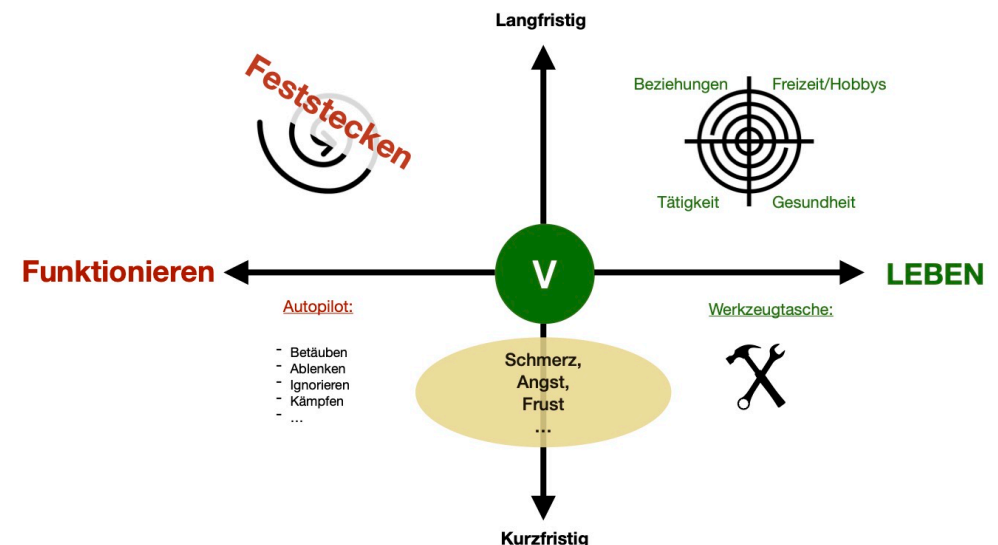 Langfristig
Feststecken
Beziehungen
Freizeit/Hobbys
Tätigkeit
Gesundheit
Funktionieren
V
LEBEN
Autopilot:
- Betäuben
- Ablenken
- Ignorieren
- Kämpfen
- ...
Schmerz,
Angst,
Frust
...
Werkzeugtasche:
Kurzfristig